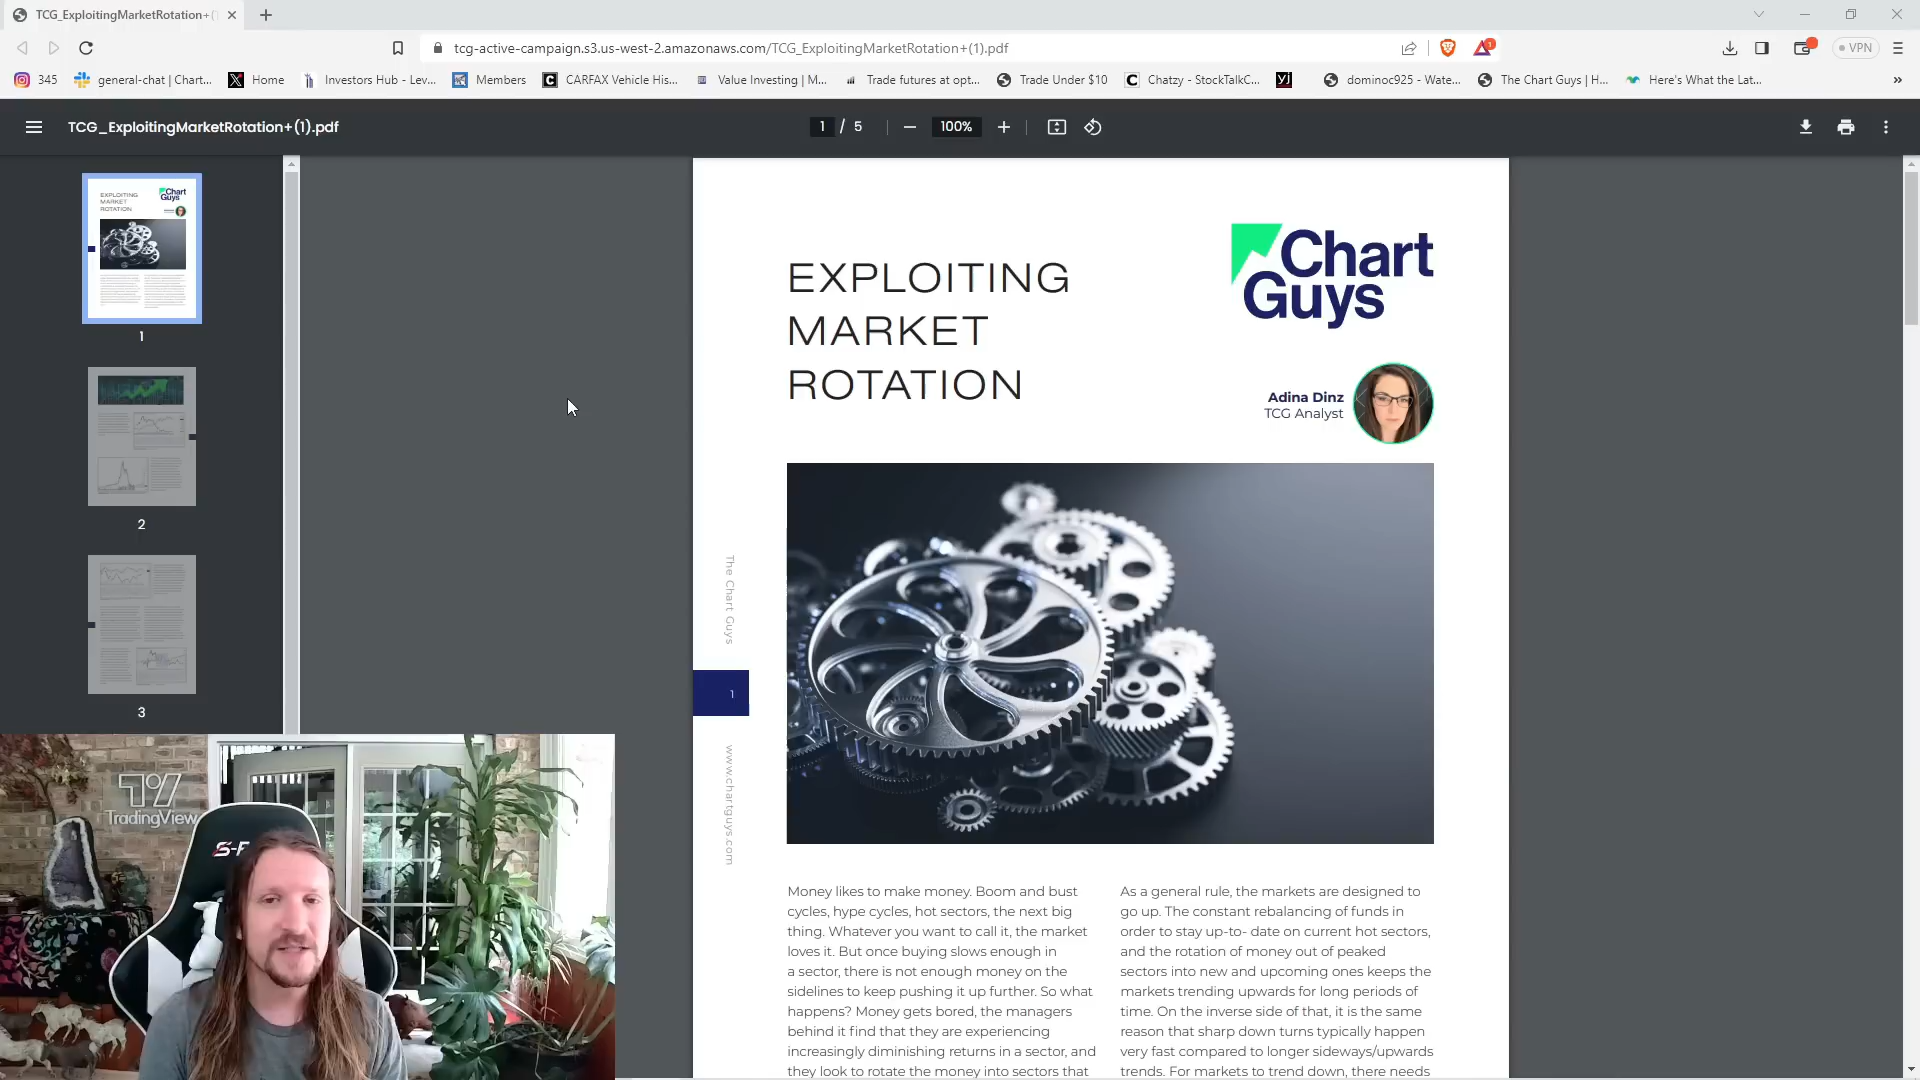 TCG_ExploitingMarketRotation+(
tcg-active-campaign.s3.us-west-2.amazonaws.com/TCG_ExploitingMarketRotation+(1).pdf
1
VPN
345
general-chat | Chart...
Home
Investors Hub - Lev...
Members
CARFAX Vehicle His...
Value Investing | M...
Trade futures at opt...
Trade Under $10
Chatzy - StockTalkC...
dominoc925 - Wate...
The Chart Guys | H...
Here's What the Lat...
»
TCG_ExploitingMarketRotation+(1).pdf
1 / 5
100%
EXPLOITING
MARKET
ROTATION
Chart
Guys
1
2
3
EXPLOITING
MARKET
ROTATION
Chart
Guys
Adina Dinz
TCG Analyst
The Chart Guys
1
www.chartguys.com
Money likes to make money. Boom and bust
cycles, hype cycles, hot sectors, the next big
thing. Whatever you want to call it, the market
loves it. But once buying slows enough in
a sector, there is not enough money on the
sidelines to keep pushing it up further. So what
happens? Money gets bored, the managers
behind it find that they are experiencing
increasingly diminishing returns in a sector, and
they look to rotate the money into sectors that
As a general rule, the markets are designed to
go up. The constant rebalancing of funds in
order to stay up-to- date on current hot sectors,
and the rotation of money out of peaked
sectors into new and upcoming ones keeps the
markets trending upwards for long periods of
time. On the inverse side of that, it is the same
reason that sharp down turns typically happen
very fast compared to longer sideways/upwards
trends. For markets to trend down, there needs
TradingView